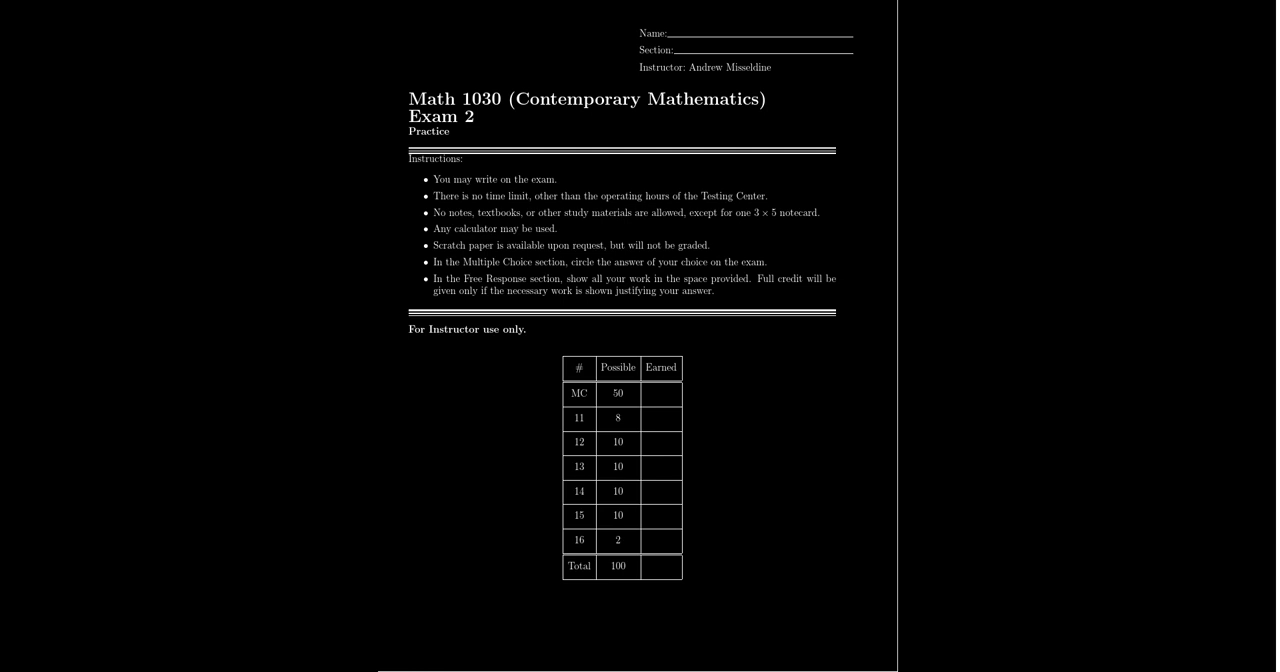 Name:
Section:
Instructor: Andrew Misseldine
Math 1030 (Contemporary Mathematics)
Exam 2
Practice
Instructions:
• You may write on the exam.
• There is no time limit, other than the operating hours of the Testing Center.
• No notes, textbooks, or other study materials are allowed, except for one 3 × 5 notecard.
• Any calculator may be used.
• Scratch paper is available upon request, but will not be graded.
• In the Multiple Choice section, circle the answer of your choice on the exam.
• In the Free Response section, show all your work in the space provided. Full credit will be
given only if the necessary work is shown justifying your answer.
For Instructor use only.
# Possible Earned
MC 50
11 8
12 10
13 10
14 10
15 10
16 2
Total 100